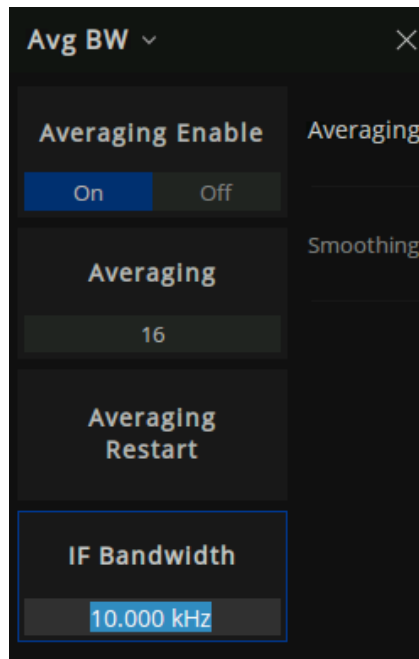 Avg BW
Averaging Enable
On Off
Averaging
16
Averaging
Restart
IF Bandwidth
10.000 kHz
Averaging
Smoothing